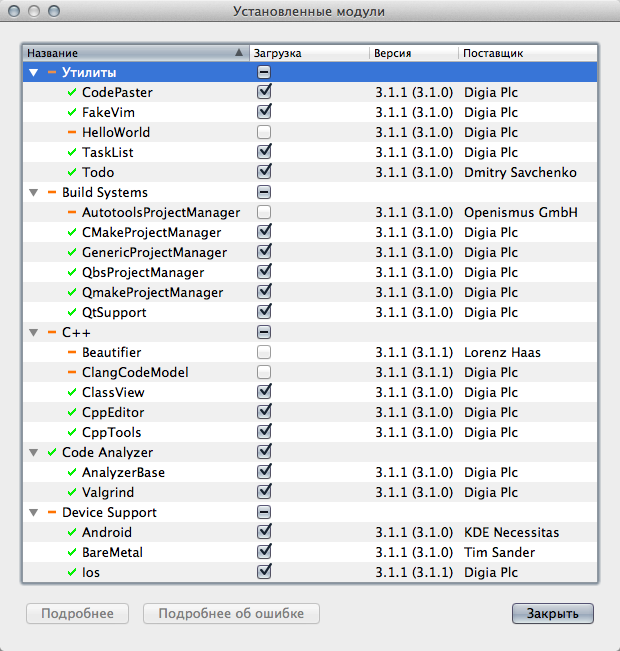 Установленные модули
Название Загрузка Версия Поставщик
Утилиты
CodePaster 3.1.1 (3.1.0) Digia Plc
FakeVim 3.1.1 (3.1.0) Digia Plc
HelloWorld 3.1.1 (3.1.0) Digia Plc
TaskList 3.1.1 (3.1.0) Digia Plc
Todo 3.1.1 (3.1.0) Dmitry Savchenko
Build Systems
AutotoolsProjectManager 3.1.1 (3.1.0) Openismus GmbH
CMakeProjectManager 3.1.1 (3.1.0) Digia Plc
GenericProjectManager 3.1.1 (3.1.0) Digia Plc
QbsProjectManager 3.1.1 (3.1.0) Digia Plc
QmakeProjectManager 3.1.1 (3.1.0) Digia Plc
QtSupport 3.1.1 (3.1.0) Digia Plc
C++
Beautifier 3.1.1 (3.1.1) Lorenz Haas
ClangCodeModel 3.1.1 (3.1.1) Digia Plc
ClassView 3.1.1 (3.1.0) Digia Plc
CppEditor 3.1.1 (3.1.0) Digia Plc
CppTools 3.1.1 (3.1.0) Digia Plc
Code Analyzer
AnalyzerBase 3.1.1 (3.1.0) Digia Plc
Valgrind 3.1.1 (3.1.0) Digia Plc
Device Support
Android 3.1.1 (3.1.0) KDE Necessitas
BareMetal 3.1.1 (3.1.0) Tim Sander
Ios 3.1.1 (3.1.1) Digia Plc
Подробнее Подробнее об ошибке Закрыть